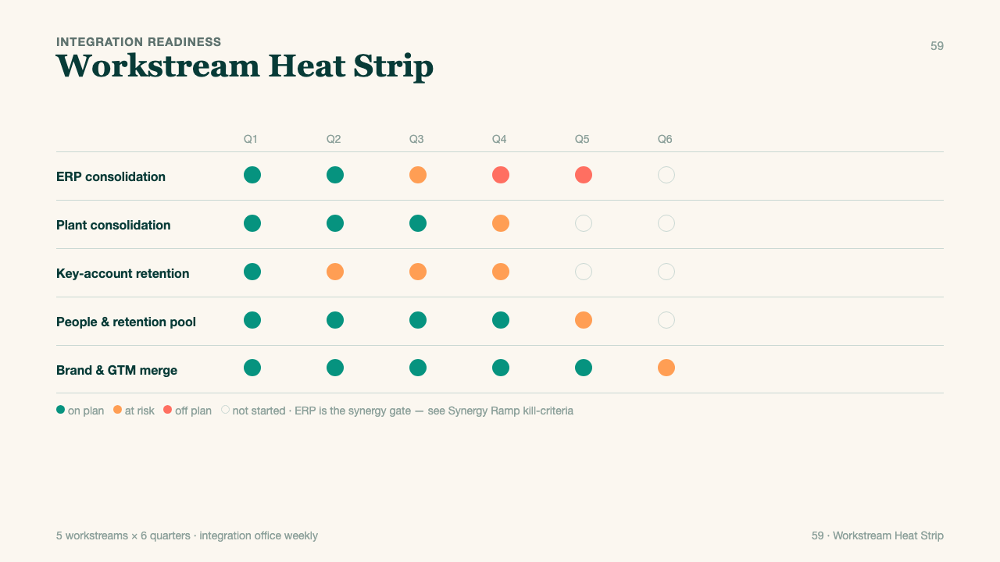 INTEGRATION READINESS
59
Workstream Heat Strip
Q1 Q2 Q3 Q4 Q5 Q6
ERP consolidation
Plant consolidation
Key-account retention
People & retention pool
Brand & GTM merge
on plan at risk off plan not started · ERP is the synergy gate — see Synergy Ramp kill-criteria
5 workstreams × 6 quarters · integration office weekly
59 · Workstream Heat Strip